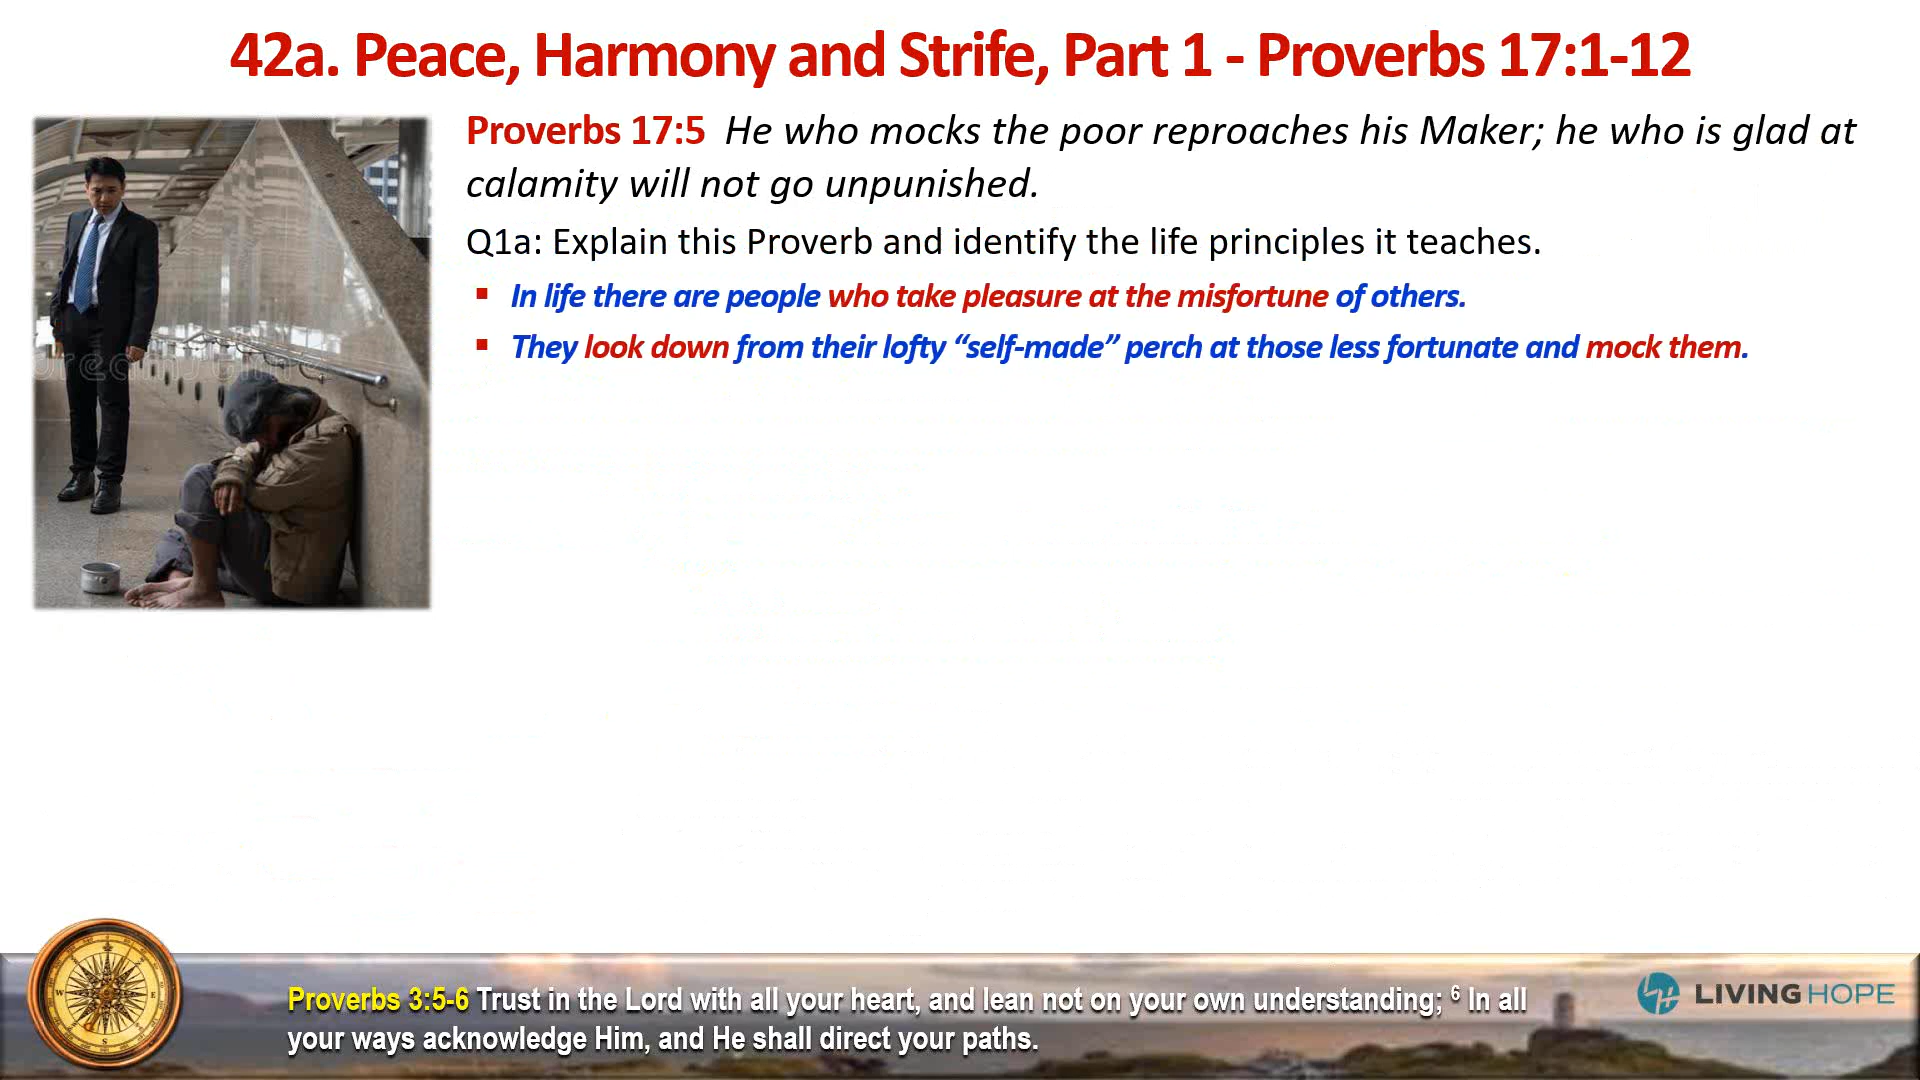 42a. Peace, Harmony and Strife, Part 1 - Proverbs 17:1-12
Proverbs 17:5 He who mocks the poor reproaches his Maker; he who is glad at
calamity will not go unpunished.
Q1a: Explain this Proverb and identify the life principles it teaches.
▪ In life there are people who take pleasure at the misfortune of others.
▪ They look down from their lofty “self-made” perch at those less fortunate and mock them.
dreamstime
Proverbs 3:5-6 Trust in the Lord with all your heart, and lean not on your own understanding; 6 In all
your ways acknowledge Him, and He shall direct your paths.
LH LIVING HOPE
W E S